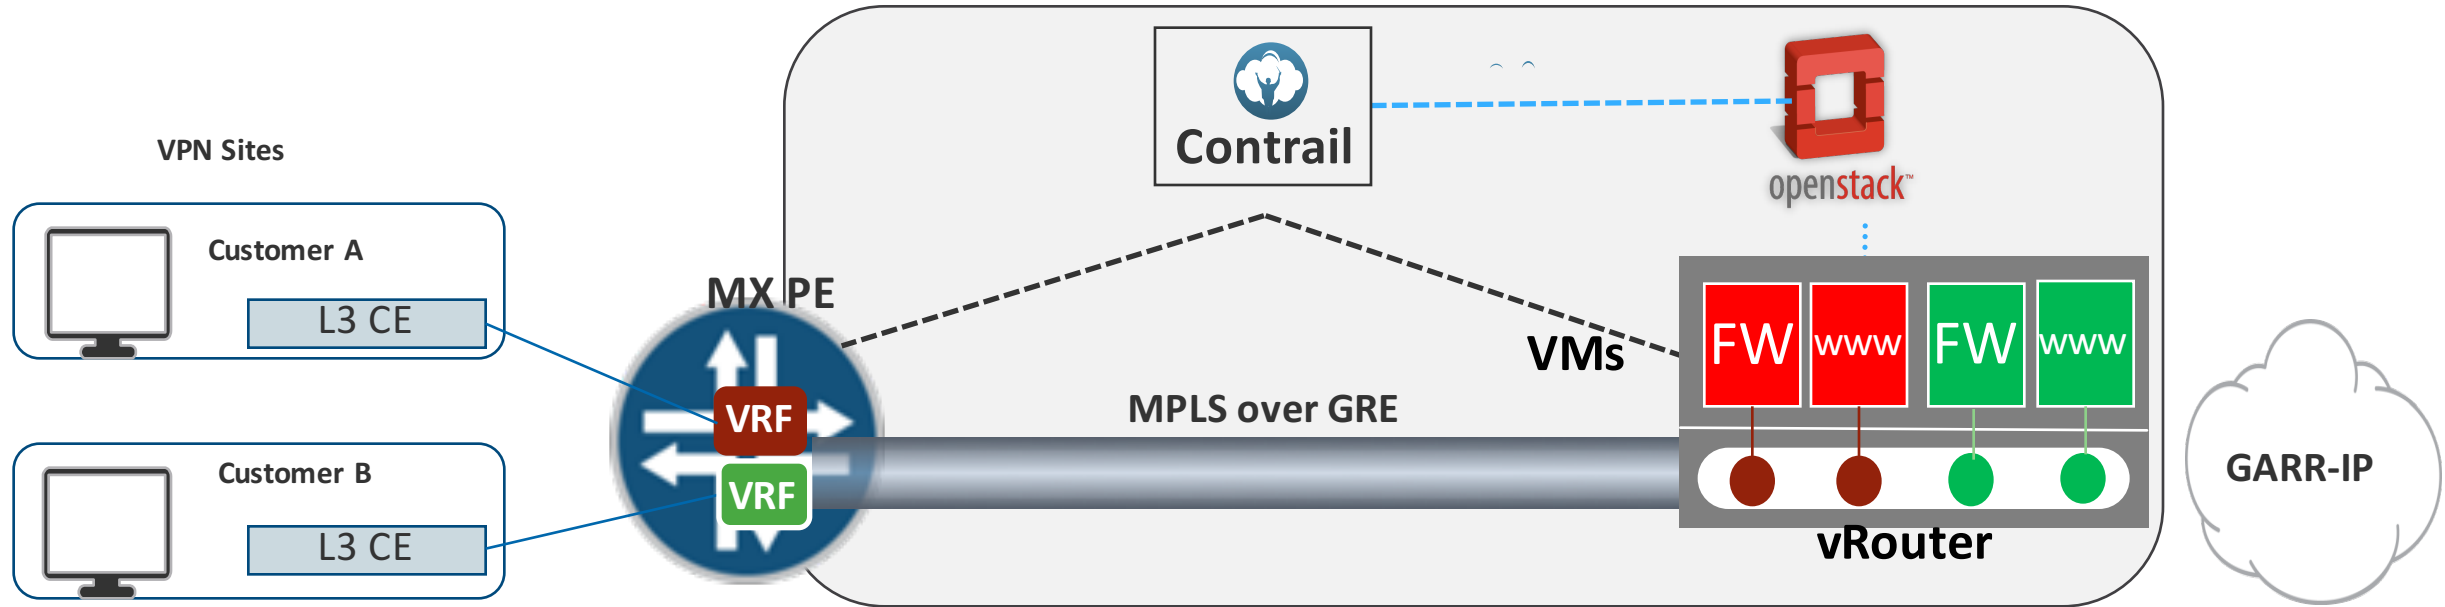 Contrail
openstack™
VPN Sites
Customer A
L3 CE
MX PE
FW
www
FW
www
VMs
VRF
MPLS over GRE
Customer B
VRF
GARR-IP
L3 CE
vRouter